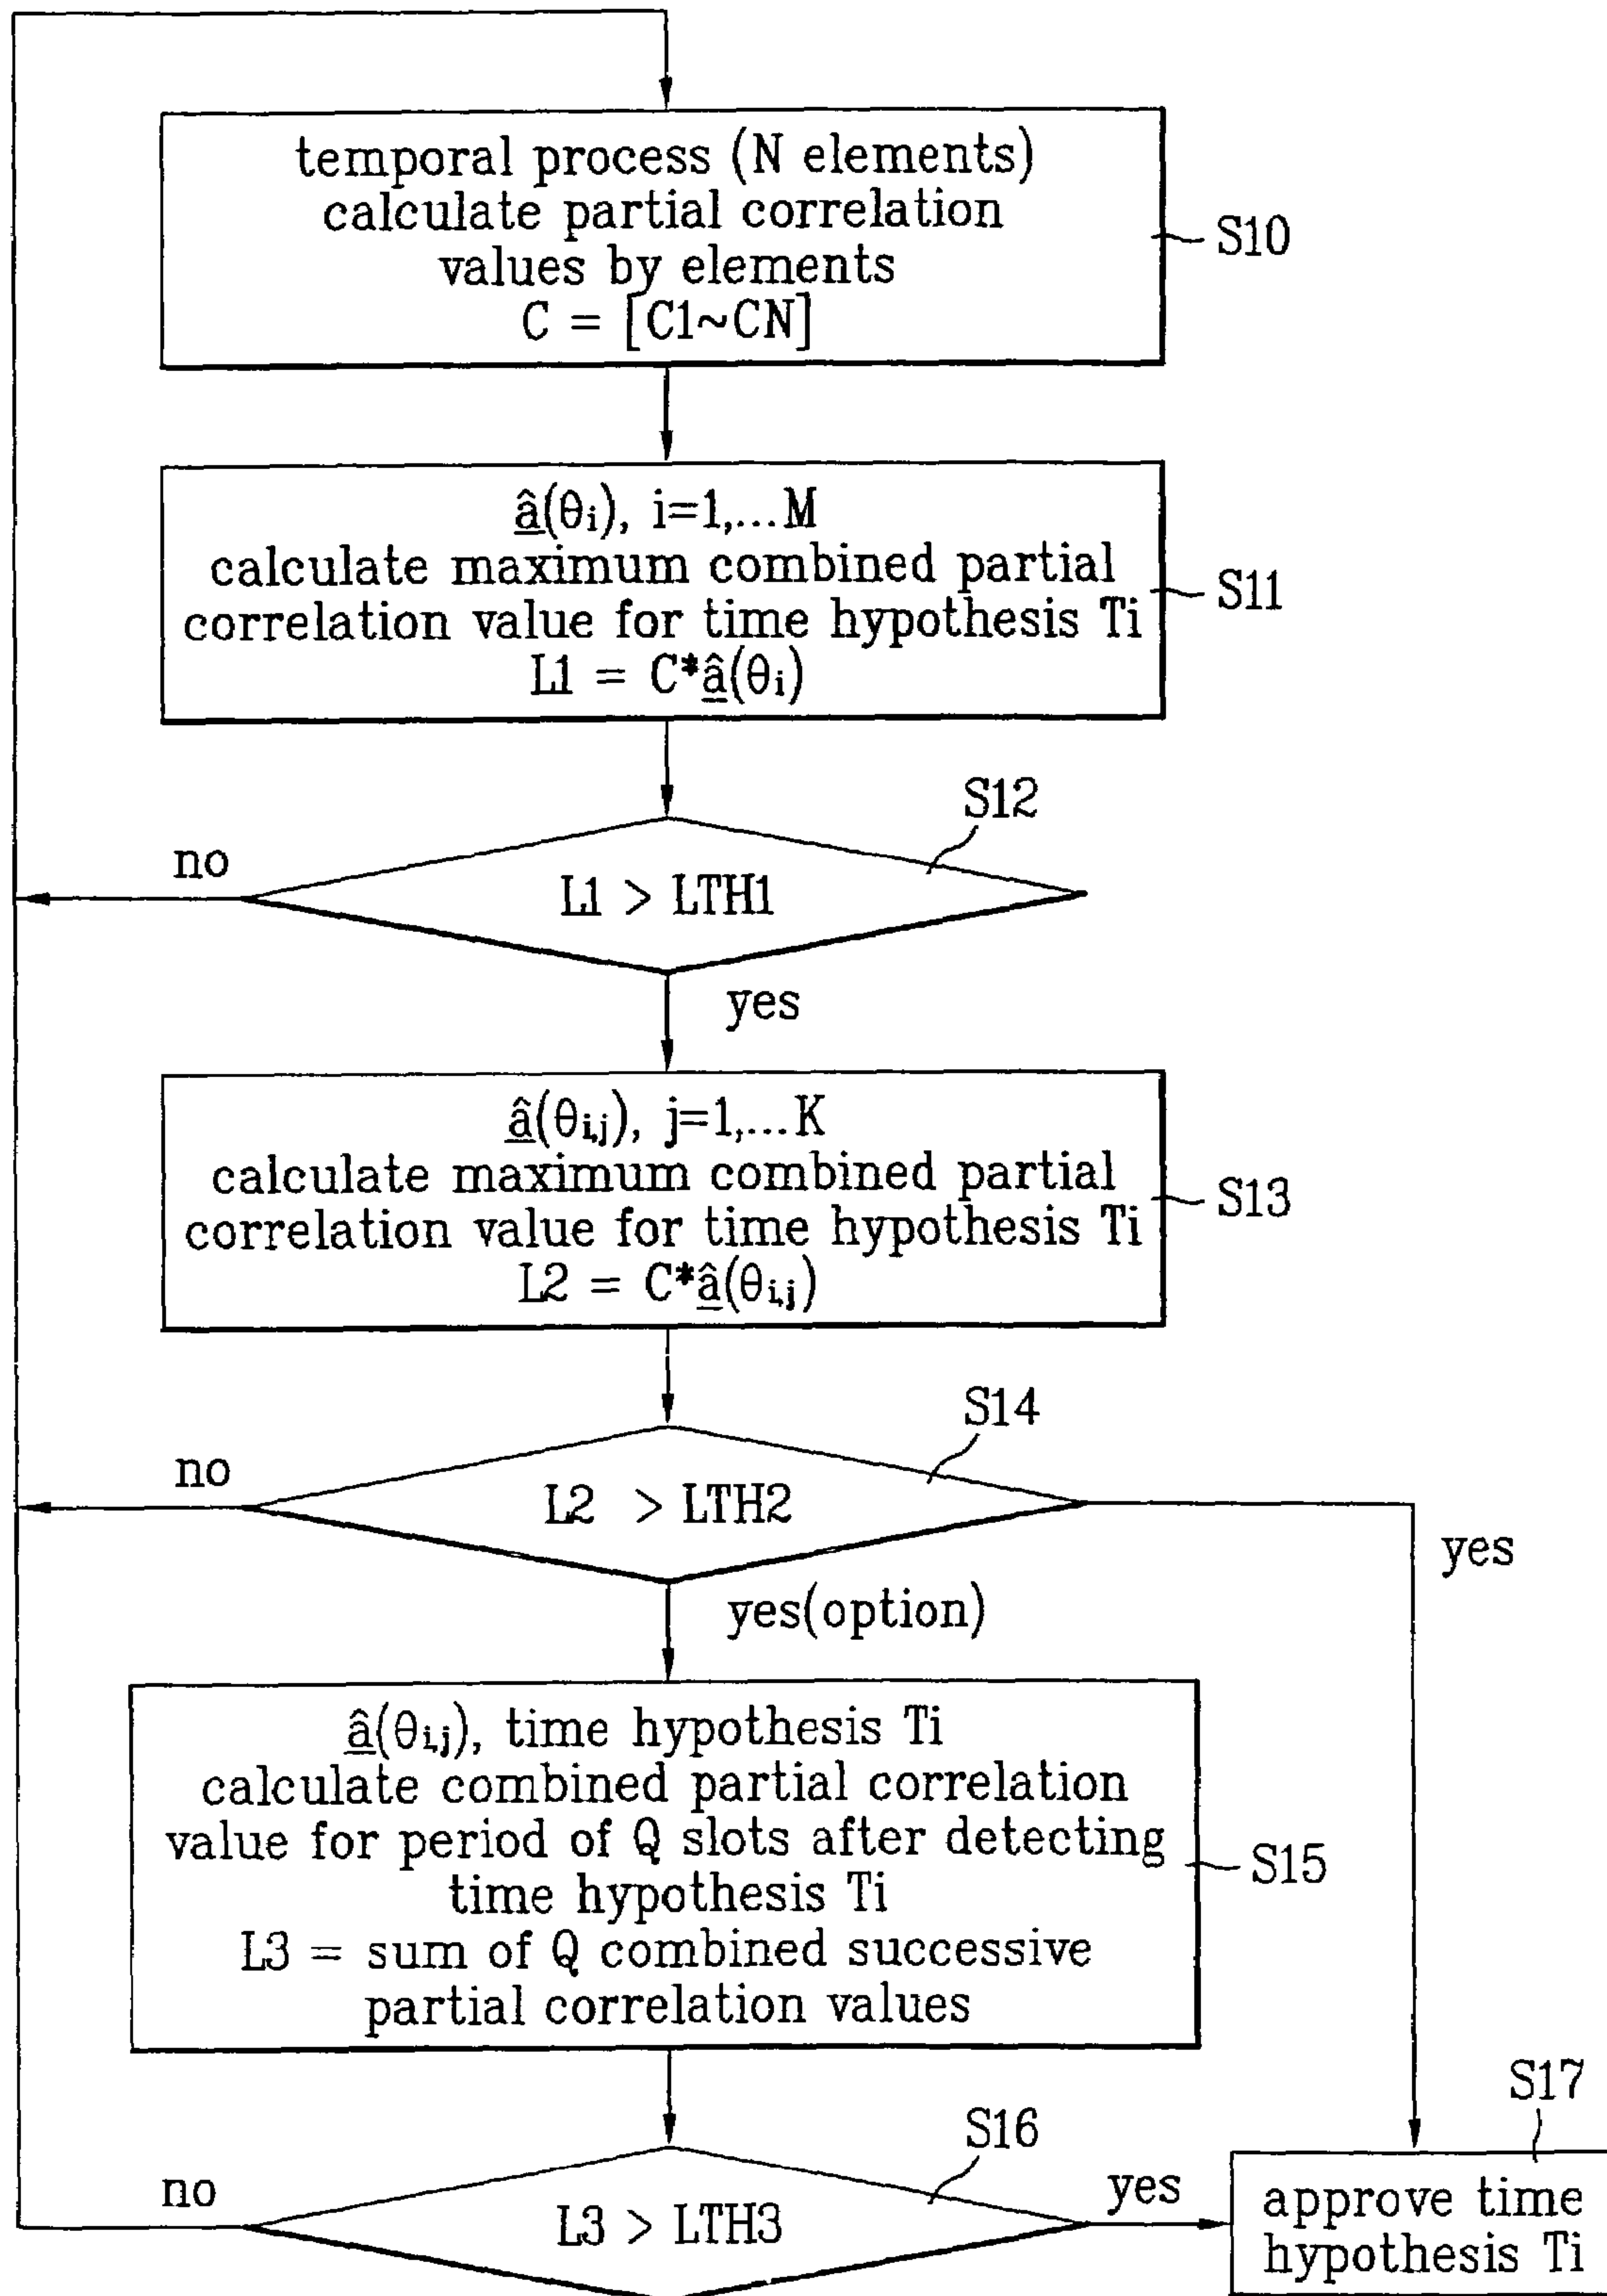 temporal process (N elements)
calculate partial correlation
values by elements
C = [C1~CN]
S10
â(θi), i=1,...M
calculate maximum combined partial
correlation value for time hypothesis Ti
L1 = C*â(θi)
S11
S12
no
L1 > LTH1
yes
â(θi,j), j=1,...K
calculate maximum combined partial
correlation value for time hypothesis Ti
L2 = C*â(θi,j)
S13
S14
no
L2 > LTH2
yes
yes(option)
â(θi,j), time hypothesis Ti
calculate combined partial correlation
value for period of Q slots after detecting
time hypothesis Ti
L3 = sum of Q combined successive
partial correlation values
S15
S16
S17
no
L3 > LTH3
yes
approve time
hypothesis Ti